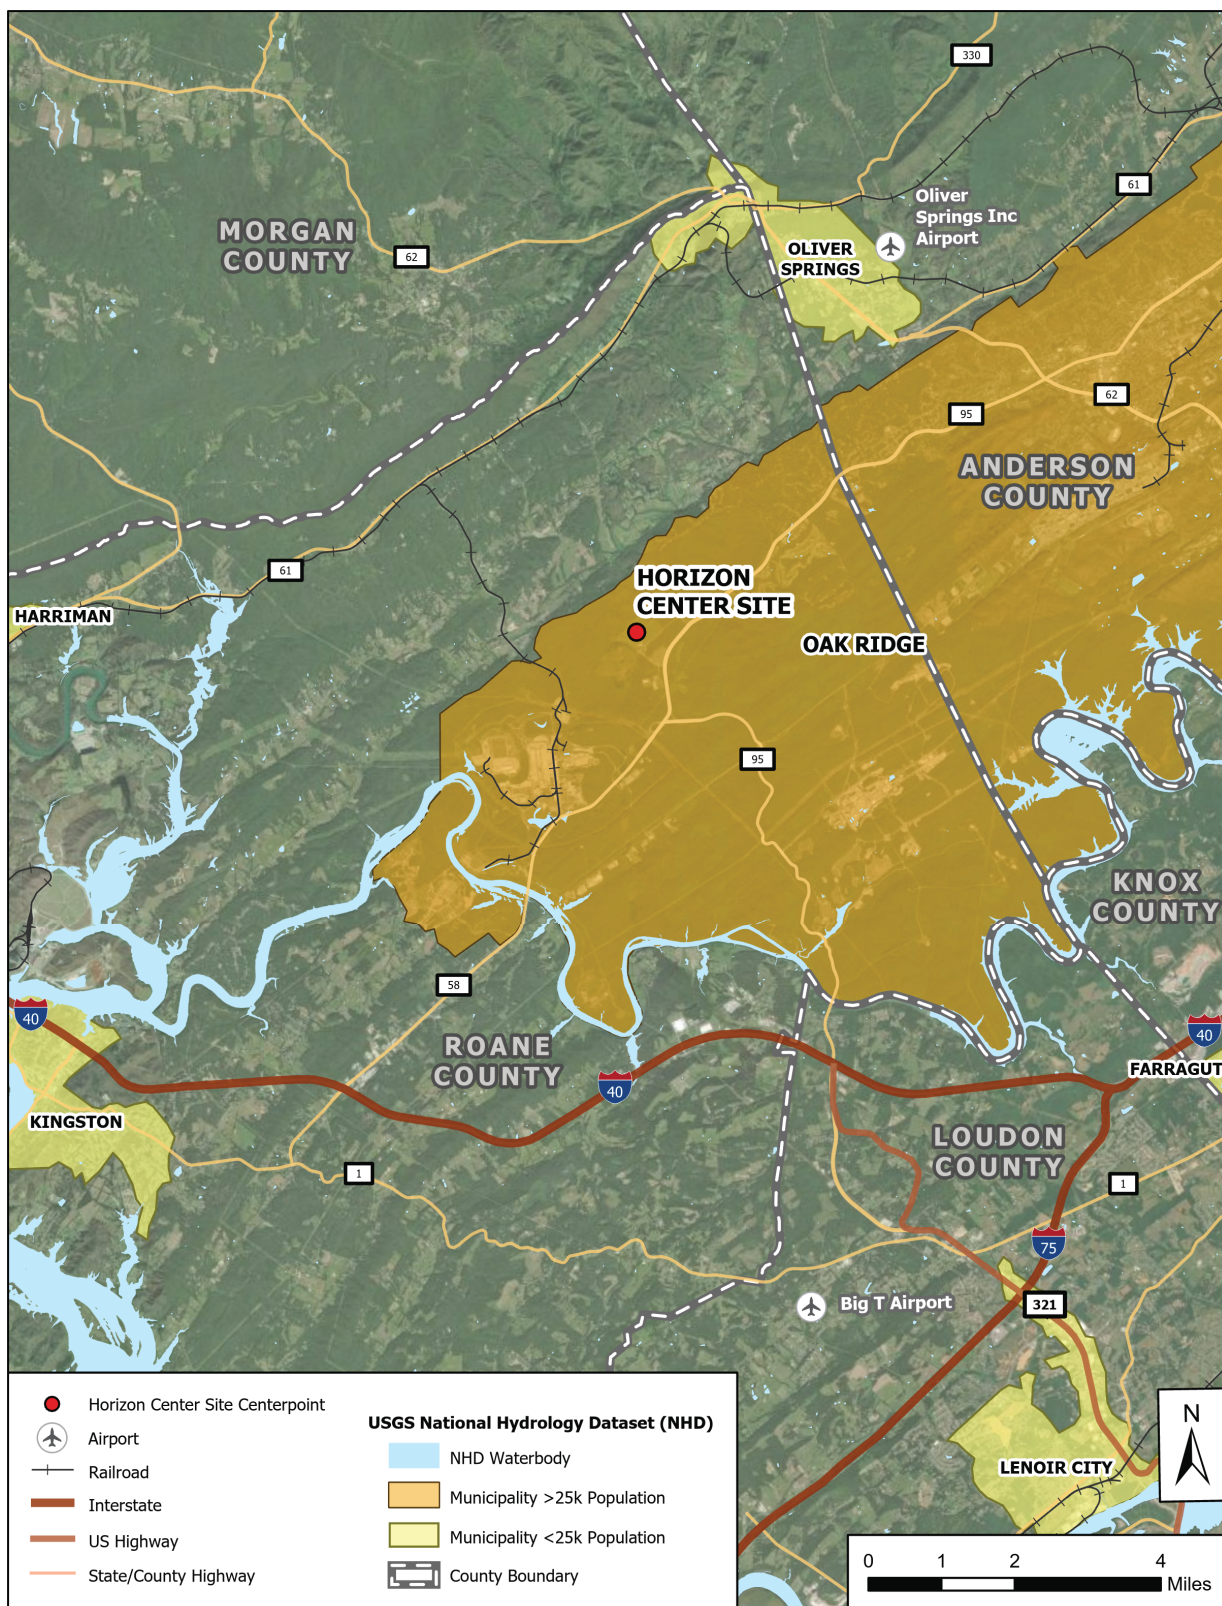 330
61
Oliver
Springs Inc
Airport
MORGAN
COUNTY
62
OLIVER
SPRINGS
62
95
ANDERSON
COUNTY
61
HORIZON
CENTER SITE
HARRIMAN
OAK RIDGE
95
KNOX
COUNTY
58
40
40
ROANE
COUNTY
40
FARRAGUT
KINGSTON
LOUDON
COUNTY
1
1
75
Big T Airport
321
LENOIR CITY
Horizon Center Site Centerpoint
Airport
Railroad
Interstate
US Highway
State/County Highway
USGS National Hydrology Dataset (NHD)
NHD Waterbody
Municipality >25k Population
Municipality <25k Population
County Boundary
N
0 1 2 4
Miles